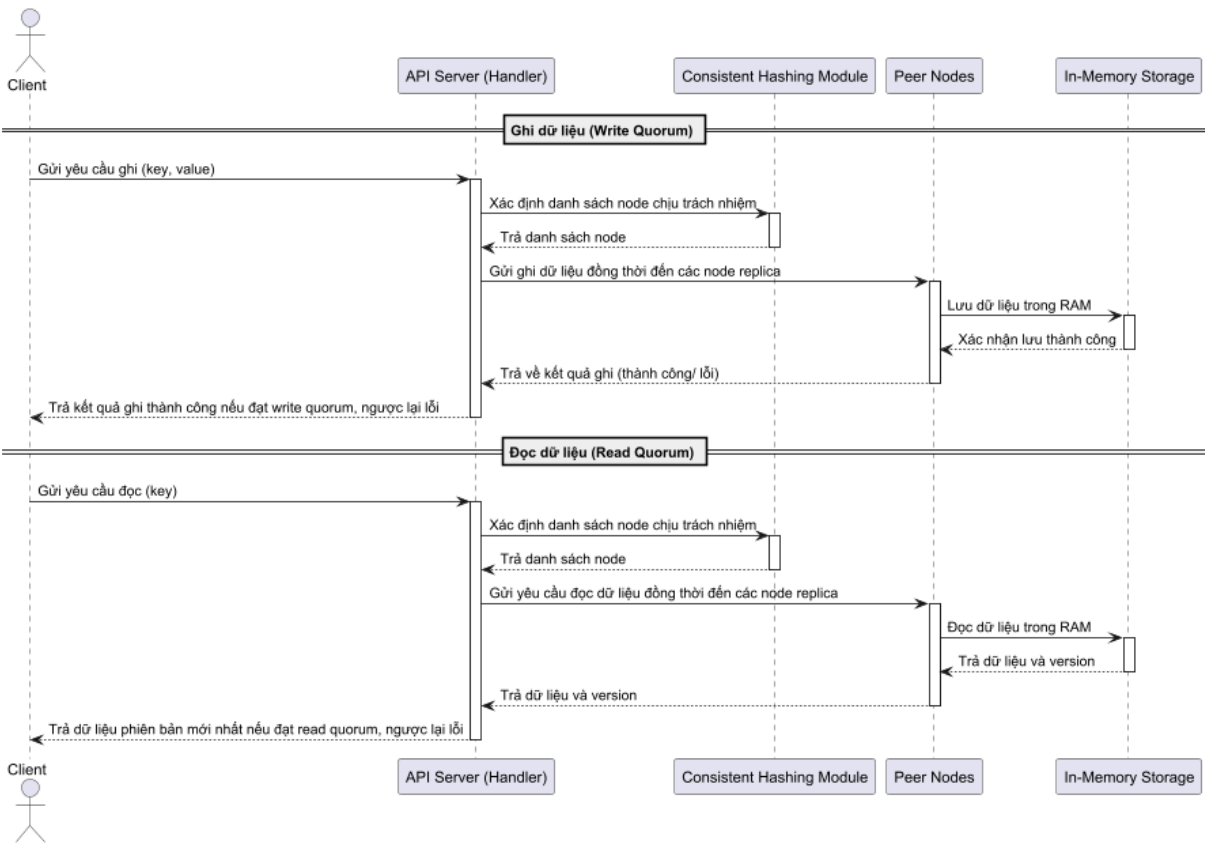 Client
API Server (Handler)
Consistent Hashing Module
Peer Nodes
In-Memory Storage
Ghi dữ liệu (Write Quorum)
Gửi yêu cầu ghi (key, value)
Xác định danh sách node chịu trách nhiệm
Trả danh sách node
Gửi ghi dữ liệu đồng thời đến các node replica
Lưu dữ liệu trong RAM
Xác nhận lưu thành công
Trả về kết quả ghi (thành công/ lỗi)
Trả kết quả ghi thành công nếu đạt write quorum, ngược lại lỗi
Đọc dữ liệu (Read Quorum)
Gửi yêu cầu đọc (key)
Xác định danh sách node chịu trách nhiệm
Trả danh sách node
Gửi yêu cầu đọc dữ liệu đồng thời đến các node replica
Đọc dữ liệu trong RAM
Trả dữ liệu và version
Trả dữ liệu và version
Trả dữ liệu phiên bản mới nhất nếu đạt read quorum, ngược lại lỗi
Client
API Server (Handler)
Consistent Hashing Module
Peer Nodes
In-Memory Storage